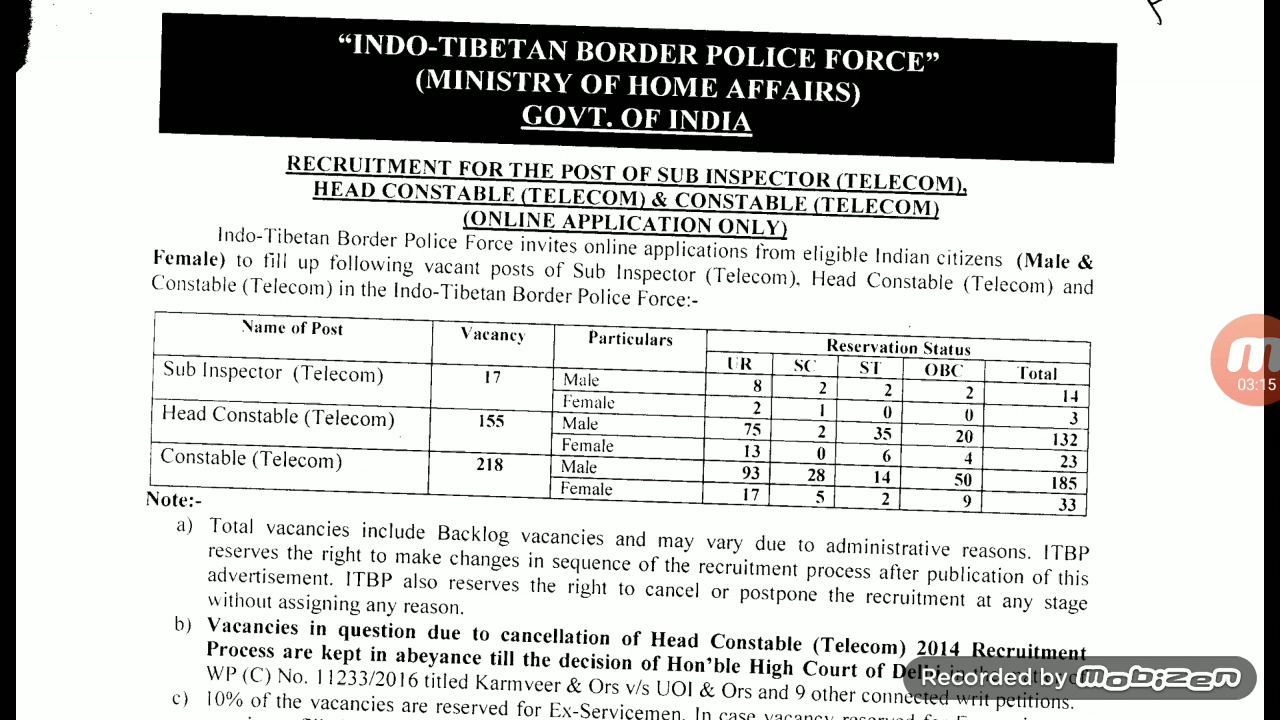 “INDO-TIBETAN BORDER POLICE FORCE”
(MINISTRY OF HOME AFFAIRS)
GOVT. OF INDIA
RECRUITMENT FOR THE POST OF SUB INSPECTOR (TELECOM),
HEAD CONSTABLE (TELECOM) & CONSTABLE (TELECOM)
(ONLINE APPLICATION ONLY)
Indo-Tibetan Border Police Force invites online applications from eligible Indian citizens (Male &
Female) to fill up following vacant posts of Sub Inspector (Telecom), Head Constable (Telecom) and
Constable (Telecom) in the Indo-Tibetan Border Police Force:-
Name of Post Vacancy Particulars Reservation Status
UR SC ST OBC Total
Sub Inspector (Telecom) 17 Male 8 2 2 2 14
Female 2 1 0 0 3
Head Constable (Telecom) 155 Male 75 2 35 20 132
Female 13 0 6 4 23
Constable (Telecom) 218 Male 93 28 14 50 185
Female 17 5 2 9 33
Note:-
a) Total vacancies include Backlog vacancies and may vary due to administrative reasons. ITBP
reserves the right to make changes in sequence of the recruitment process after publication of this
advertisement. ITBP also reserves the right to cancel or postpone the recruitment at any stage
without assigning any reason.
b) Vacancies in question due to cancellation of Head Constable (Telecom) 2014 Recruitment
Process are kept in abeyance till the decision of Hon’ble High Court of
WP (C) No. 11233/2016 titled Karmveer & Ors v/s UOI & Ors and 9 other connected writ petitions.
c) 10% of the vacancies are reserved for Ex-Servicemen. In case vacancy reserved for
03:15
Recorded by mobizen